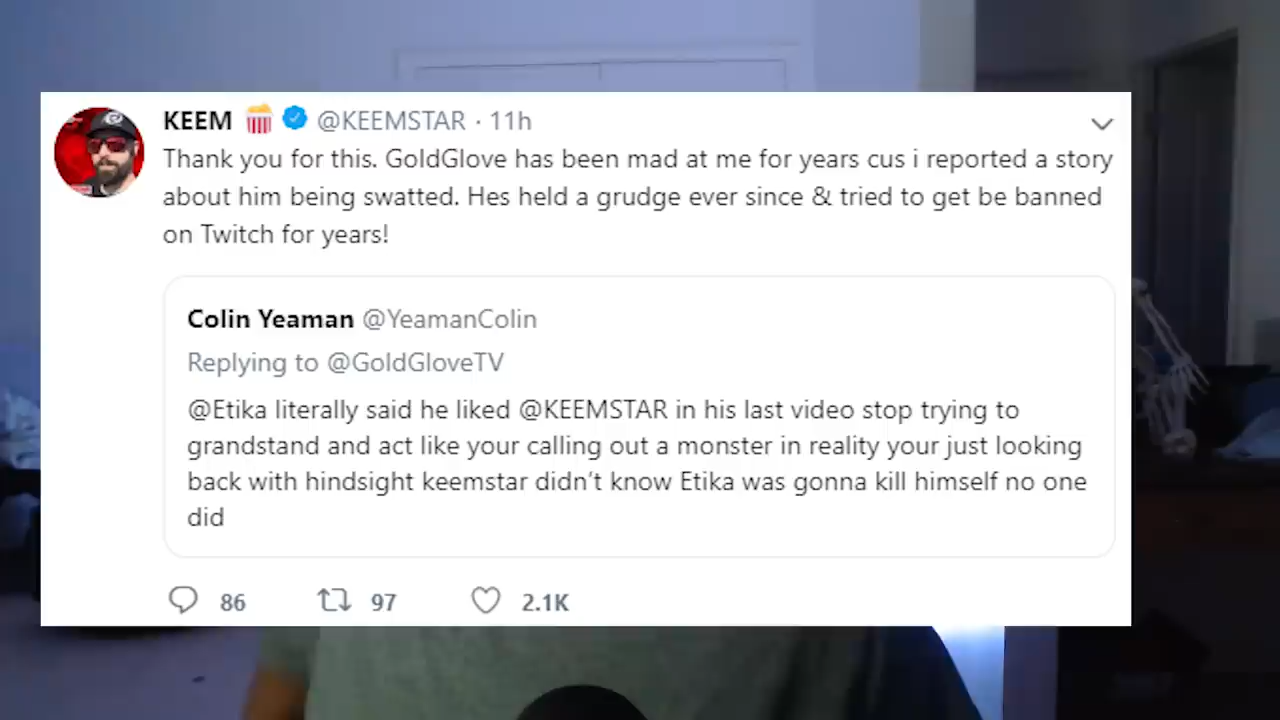 KEEM 🍿 @KEEMSTAR · 11h
Thank you for this. GoldGlove has been mad at me for years cus i reported a story
about him being swatted. Hes held a grudge ever since & tried to get be banned
on Twitch for years!
Colin Yeaman @YeamanColin
Replying to @GoldGloveTV
@Etika literally said he liked @KEEMSTAR in his last video stop trying to
grandstand and act like your calling out a monster in reality your just looking
back with hindsight keemstar didn't know Etika was gonna kill himself no one
did
86 97 2.1K